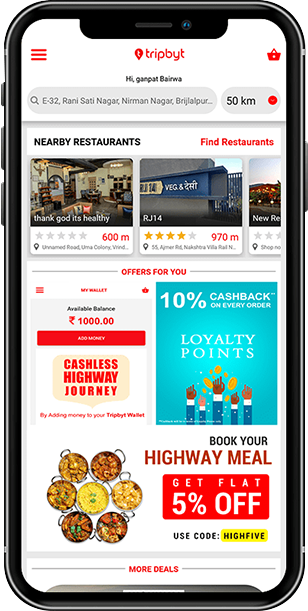 tripbyt
Hi, ganpat Bairwa
E-32, Rani Sati Nagar, Nirman Nagar, Brijlalpur...
50 km
NEARBY RESTAURANTS
Find Restaurants
VEG & देसी
thank god its healthy
RJ14
New Re
600 m
970 m
Unnamed Road, Uma Colony, Vind...
55, Ajmer Rd, Nakshtra Villa Rail N...
Shop no
OFFERS FOR YOU
MY WALLET
Available Balance
₹ 1000.00
ADD MONEY
CASHLESS
HIGHWAY
JOURNEY
By Adding money to your Tripbyt Wallet
10% CASHBACK
ON EVERY ORDER
LOYALTY
POINTS
BOOK YOUR
HIGHWAY MEAL
GET FLAT
5% OFF
USE CODE: HIGHFIVE
MORE DEALS